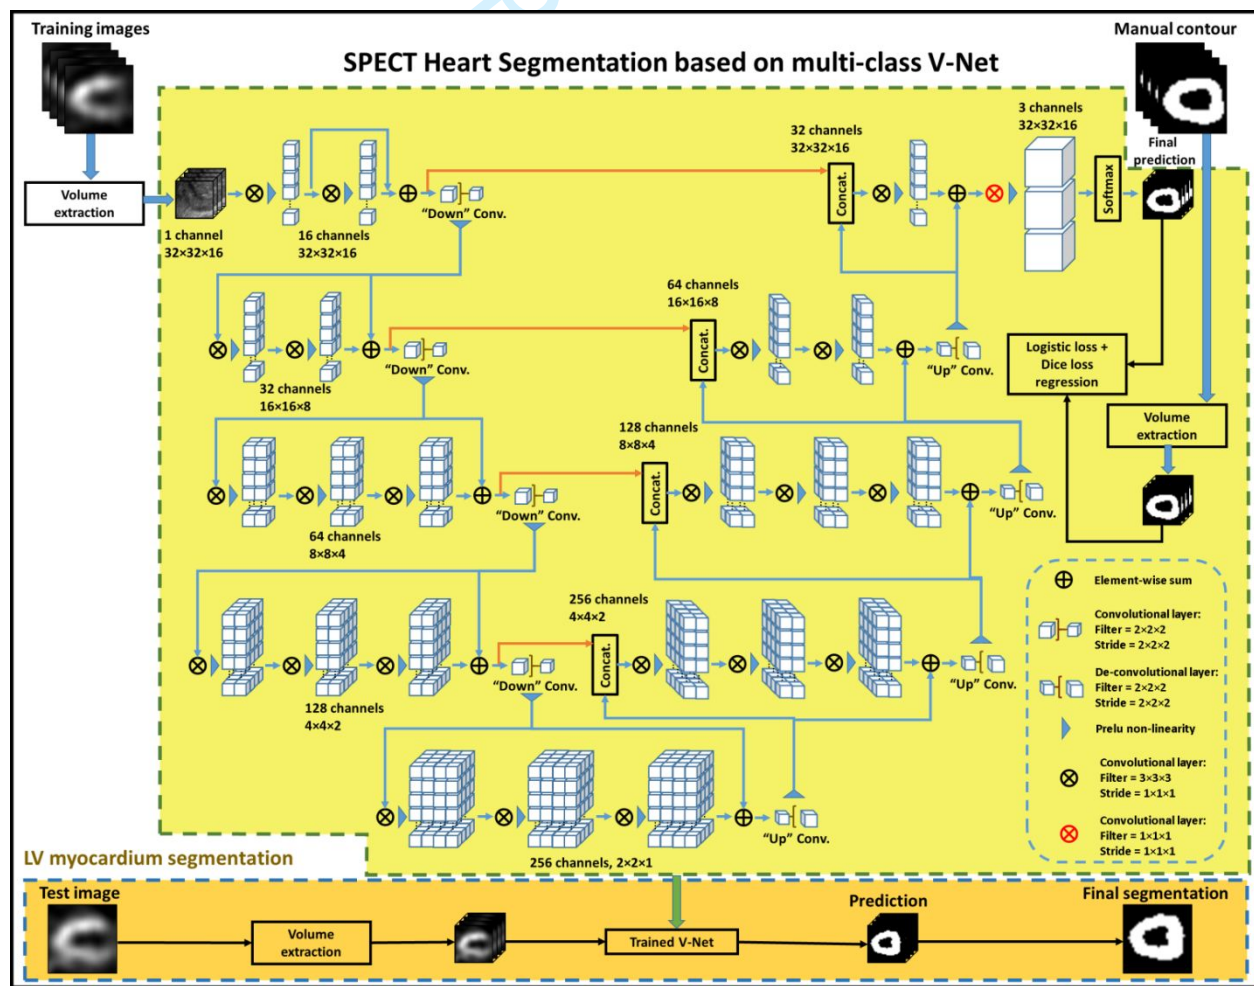 Training images
SPECT Heart Segmentation based on multi-class V-Net
Manual contour
Volume
extraction
1 channel
32×32×16
16 channels
32×32×16
"Down" Conv.
32 channels
32×32×16
Concat.
3 channels
32×32×16
Softmax
Final
prediction
32 channels
16×16×8
"Down" Conv.
64 channels
16×16×8
Concat.
"Up" Conv.
Logistic loss +
Dice loss
regression
Volume
extraction
64 channels
8×8×4
"Down" Conv.
128 channels
8×8×4
Concat.
"Up" Conv.
128 channels
4×4×2
"Down" Conv.
256 channels
4×4×2
Concat.
"Up" Conv.
256 channels, 2×2×1
"Up" Conv.
Element-wise sum
Convolutional layer:
Filter = 2×2×2
Stride = 2×2×2
De-convolutional layer:
Filter = 2×2×2
Stride = 2×2×2
Prelu non-linearity
Convolutional layer:
Filter = 3×3×3
Stride = 1×1×1
Convolutional layer:
Filter = 1×1×1
Stride = 1×1×1
LV myocardium segmentation
Test image
Volume
extraction
Trained V-Net
Prediction
Final segmentation